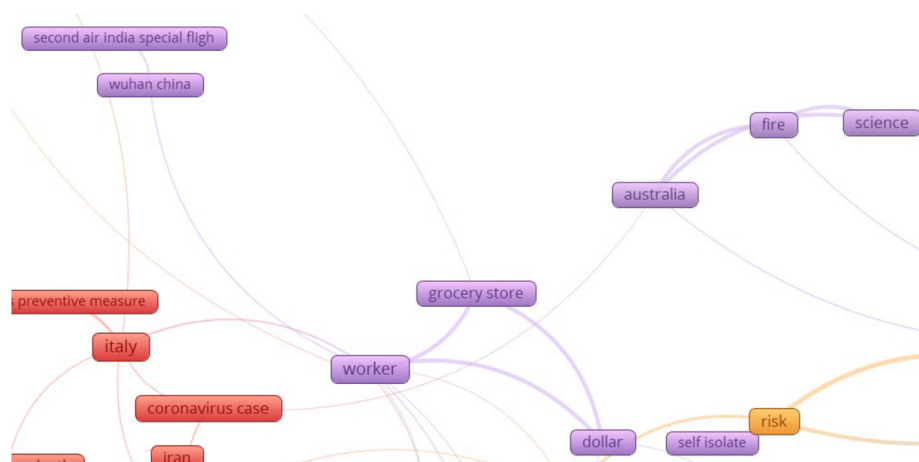 second air india special fligh
wuhan china
fire
science
australia
grocery store
preventive measure
italy
worker
coronavirus case
risk
dollar
self isolate
iran